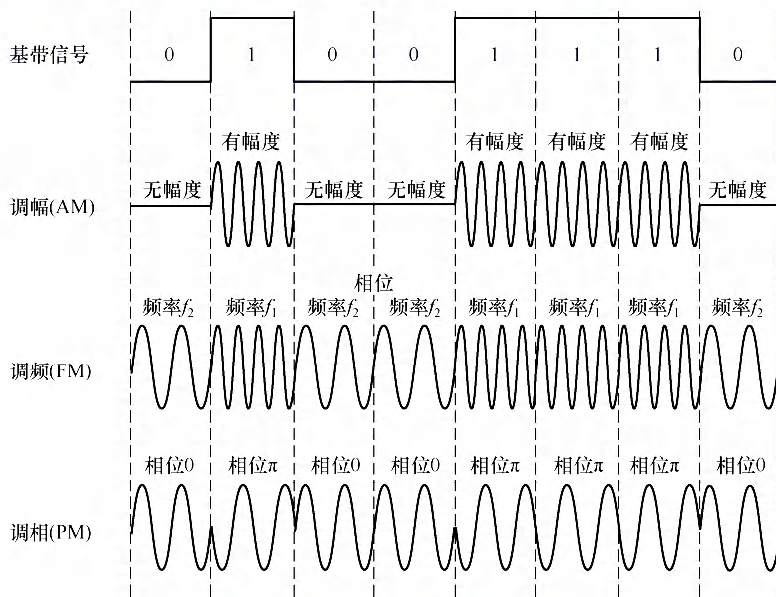 基带信号 0 1 0 0 1 1 1 0
有幅度 有幅度 有幅度 有幅度
调幅(AM) 无幅度 无幅度 无幅度 无幅度
相位
频率f₂ 频率f₁ 频率f₂ 频率f₂ 频率f₁ 频率f₁ 频率f₁ 频率f₂
调频(FM)
相位0 相位π 相位0 相位0 相位π 相位π 相位π 相位0
调相(PM)